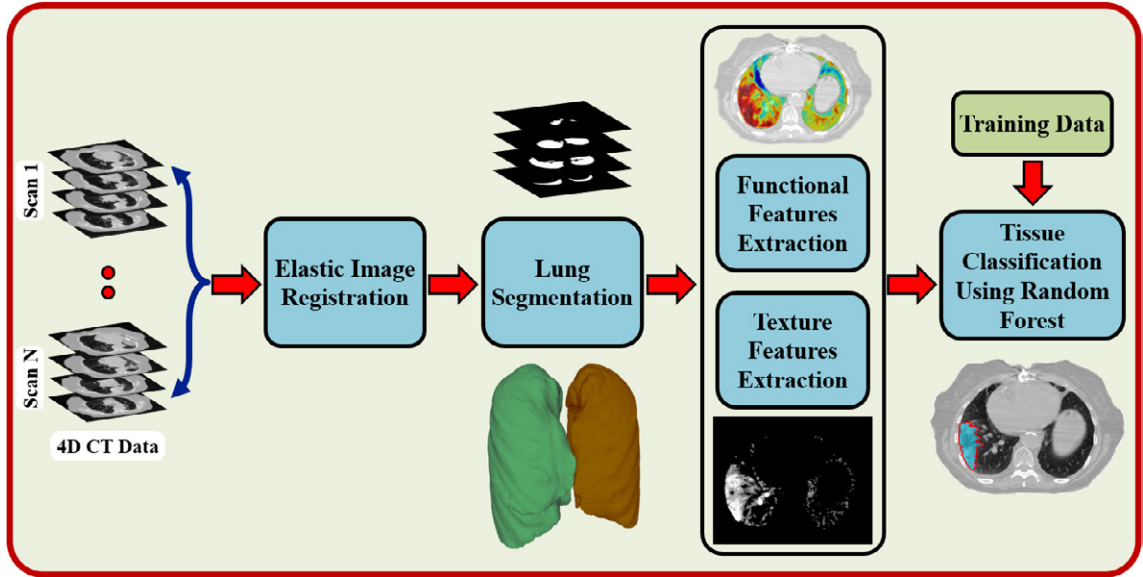 Scan 1
Scan N
4D CT Data
Elastic Image
Registration
Lung
Segmentation
Functional
Features
Extraction
Texture
Features
Extraction
Training Data
Tissue
Classification
Using Random
Forest